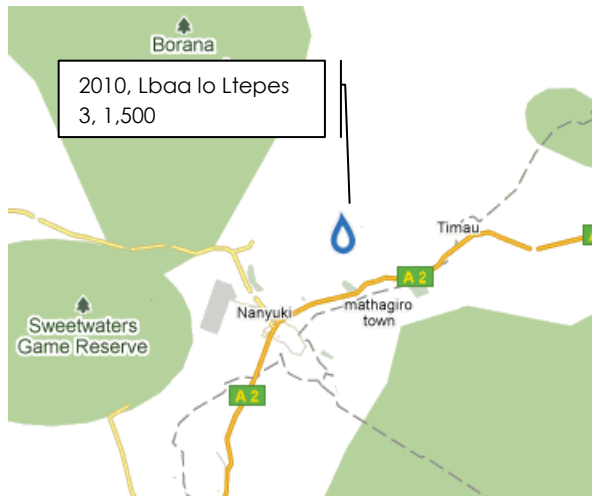 Borana
2010, Lbaa lo Ltepes
3, 1,500
Timau
A 2
mathagiro
town
Nanyuki
Sweetwaters
Game Reserve
A 2